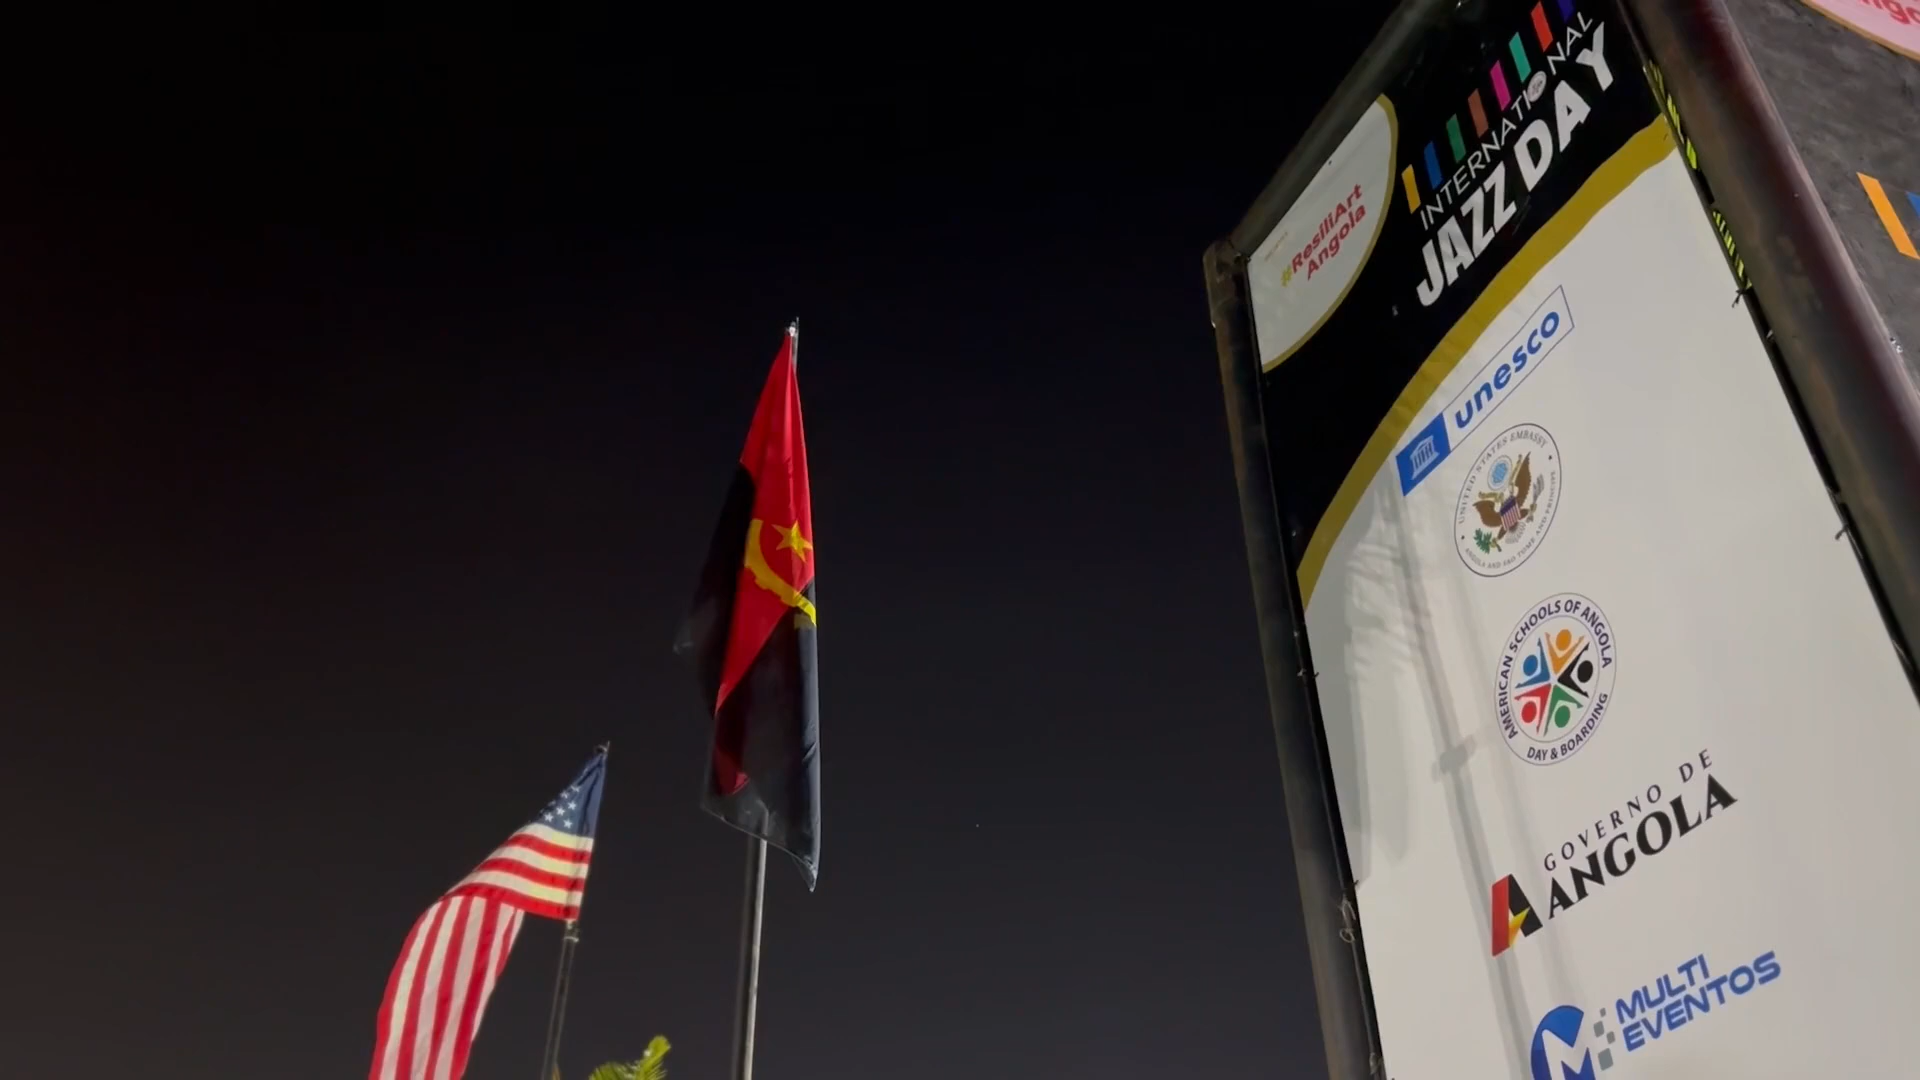 #ResiliArt
Angola
INTERNATIONAL
JAZZ DAY
unesco
UNITED STATES EMBASSY
ANGOLA AND SAO TOME AND PRINCIPE
AMERICAN SCHOOLS OF ANGOLA
DAY & BOARDING
GOVERNO DE
ANGOLA
MULTI
EVENTOS